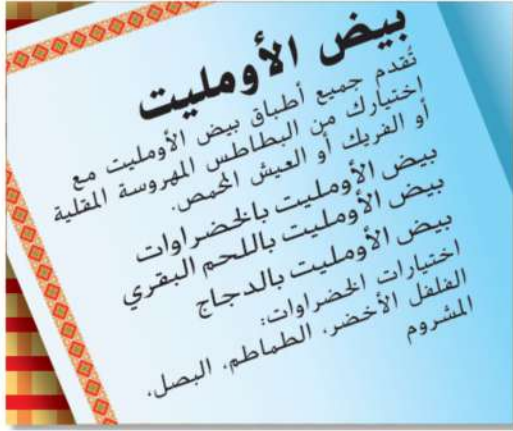 بيض الأومليت
تُقدم جميع أطباق بيض الأومليت مع
اختيارك من البطاطس المهروسة المقلية
أو الفريك أو العيش المحمص.
بيض الأومليت بالخضراوات
بيض الأومليت باللحم البقري
بيض الأومليت بالدجاج
اختيارات الخضراوات:
الفلفل الأخضر، الطماطم، البصل،
المشروم